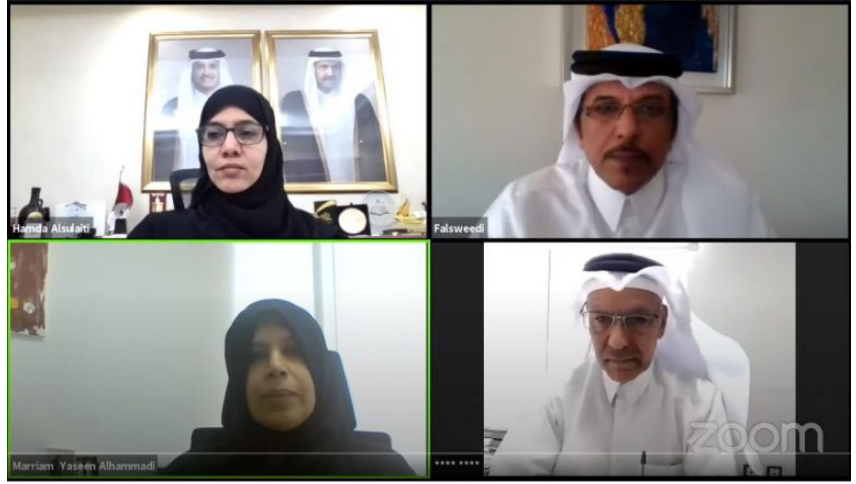 Hamda Alsulaiti
Falsweedi
Marriam Yaseen Alhammadi
**** ****
zoom